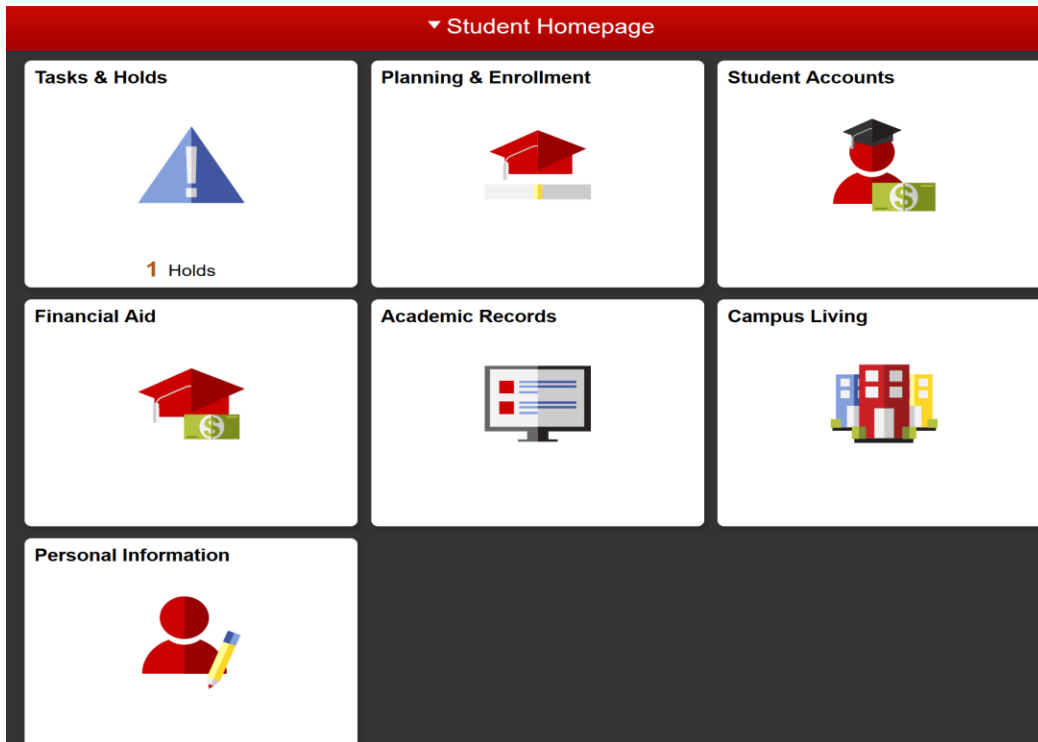 Student Homepage
Tasks & Holds
Planning & Enrollment
Student Accounts
1 Holds
Financial Aid
Academic Records
Campus Living
Personal Information